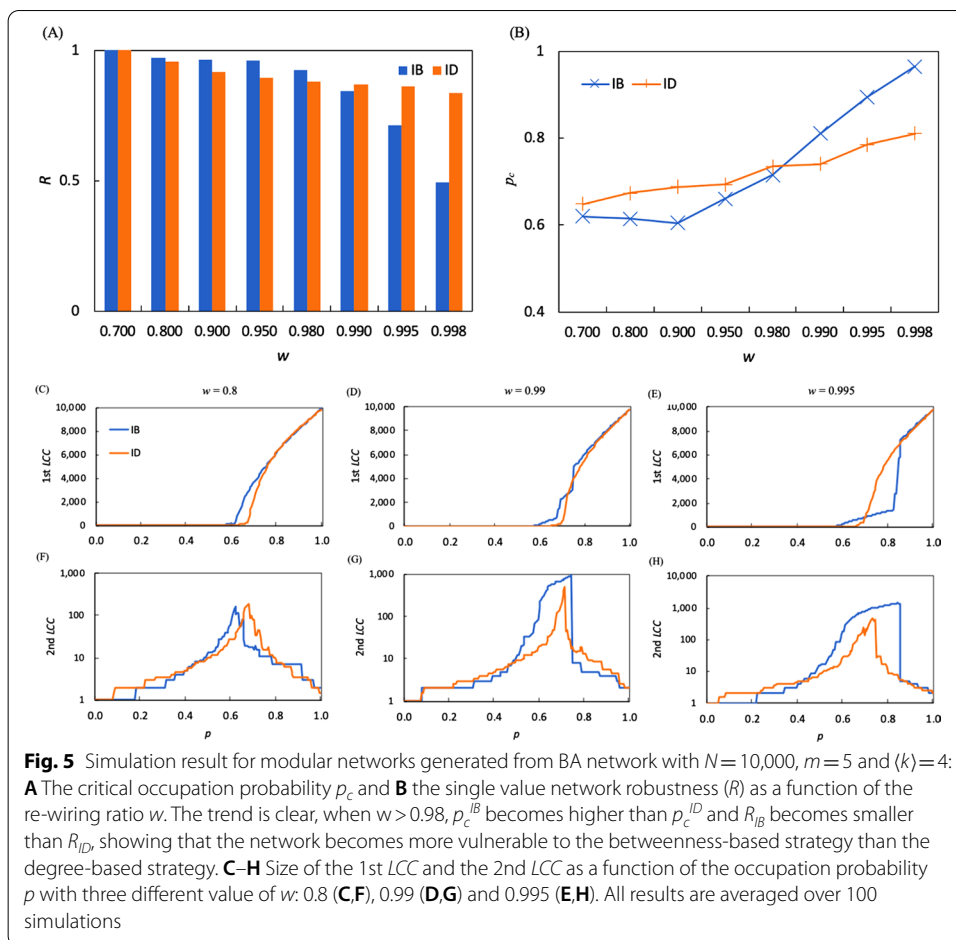 (A)
(B)
1
0.5
0
R
IB ID
0.700 0.800 0.900 0.950 0.980 0.990 0.995 0.998
w
1
0.8
0.6
0.4
p_c
IB ID
0.700 0.800 0.900 0.950 0.980 0.990 0.995 0.998
w
(C) w = 0.8
10,000
8,000
6,000
4,000
2,000
0
1st LCC
IB
ID
0.0 0.2 0.4 0.6 0.8 1.0
(D) w = 0.99
10,000
8,000
6,000
4,000
2,000
0
1st LCC
0.0 0.2 0.4 0.6 0.8 1.0
(E) w = 0.995
10,000
8,000
6,000
4,000
2,000
0
1st LCC
0.0 0.2 0.4 0.6 0.8 1.0
(F)
1,000
100
10
1
2nd LCC
0.0 0.2 0.4 0.6 0.8 1.0
p
(G)
1,000
100
10
1
2nd LCC
0.0 0.2 0.4 0.6 0.8 1.0
p
(H)
10,000
1,000
100
10
1
2nd LCC
0.0 0.2 0.4 0.6 0.8 1.0
p
Fig. 5 Simulation result for modular networks generated from BA network with N = 10,000, m = 5 and ⟨k⟩ = 4:
A The critical occupation probability p_c and B the single value network robustness (R) as a function of the
re-wiring ratio w. The trend is clear, when w > 0.98, p_c^IB becomes higher than p_c^ID and R_IB becomes smaller
than R_ID, showing that the network becomes more vulnerable to the betweenness-based strategy than the
degree-based strategy. C–H Size of the 1st LCC and the 2nd LCC as a function of the occupation probability
p with three different value of w: 0.8 (C,F), 0.99 (D,G) and 0.995 (E,H). All results are averaged over 100
simulations